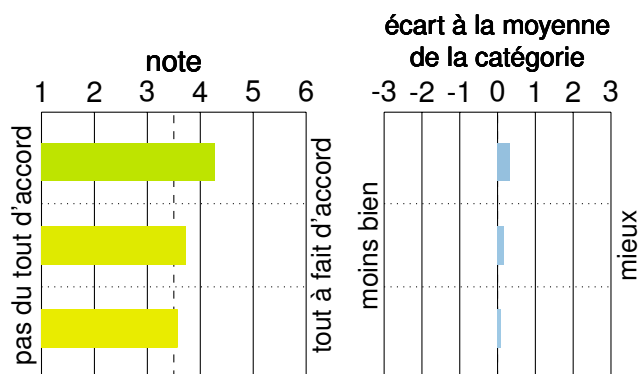 note
1 2 3 4 5 6
pas du tout d'accord
tout à fait d'accord
écart à la moyenne
de la catégorie
-3 -2 -1 0 1 2 3
moins bien
mieux